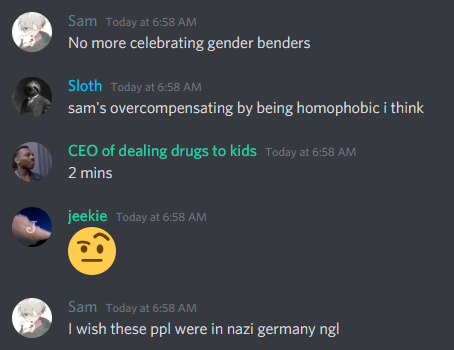 Sam Today at 6:58 AM
No more celebrating gender benders
Sloth Today at 6:58 AM
sam's overcompensating by being homophobic i think
CEO of dealing drugs to kids Today at 6:58 AM
2 mins
jeekie Today at 6:58 AM
J
Sam Today at 6:58 AM
I wish these ppl were in nazi germany ngl